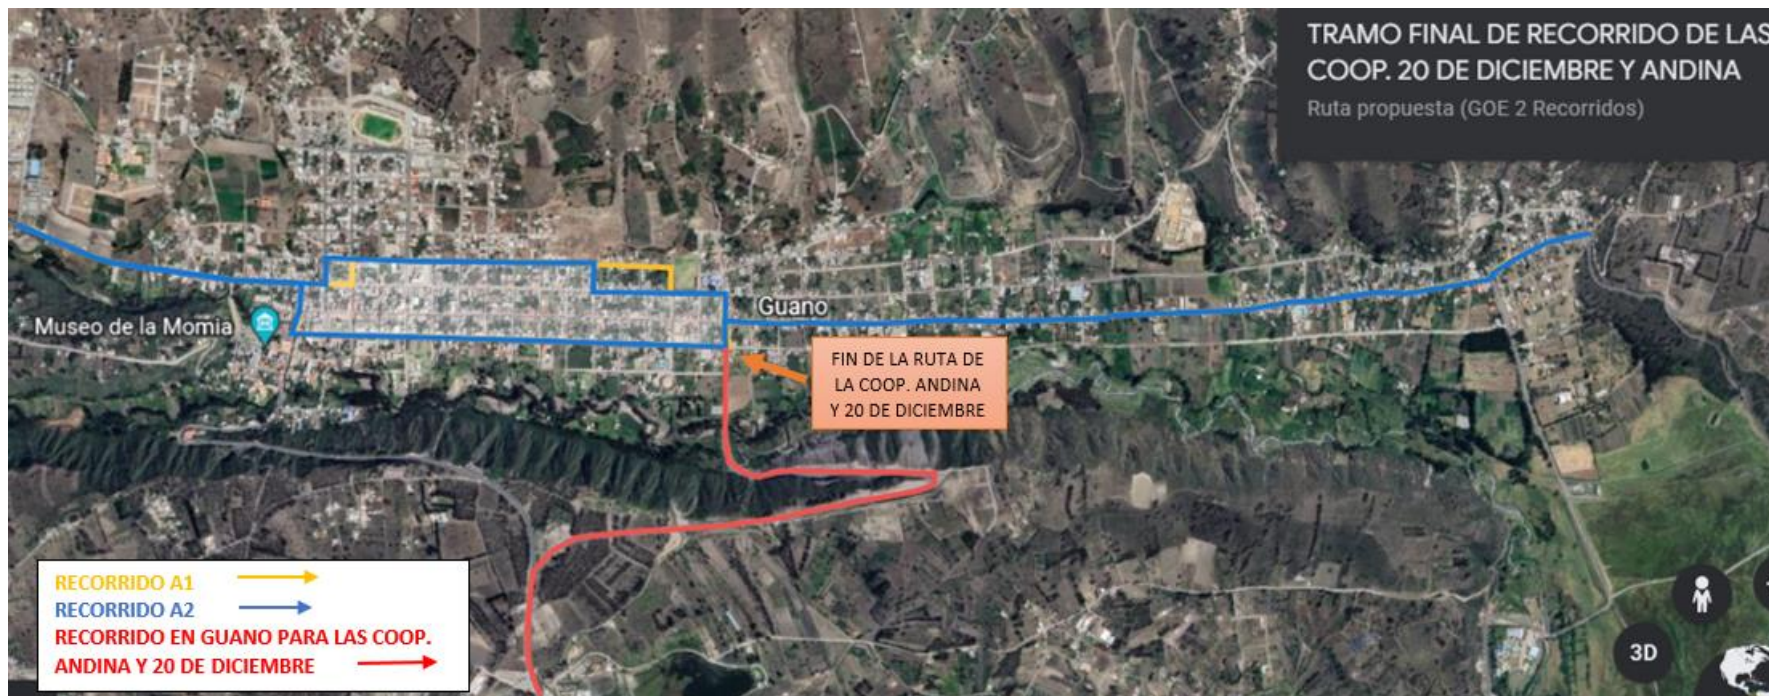 TRAMO FINAL DE RECORRIDO DE LAS
COOP. 20 DE DICIEMBRE Y ANDINA
Ruta propuesta (GOE 2 Recorridos)
Guano
Museo de la Momia
FIN DE LA RUTA DE
LA COOP. ANDINA
Y 20 DE DICIEMBRE
RECORRIDO A1
RECORRIDO A2
RECORRIDO EN GUANO PARA LAS COOP.
ANDINA Y 20 DE DICIEMBRE
3D